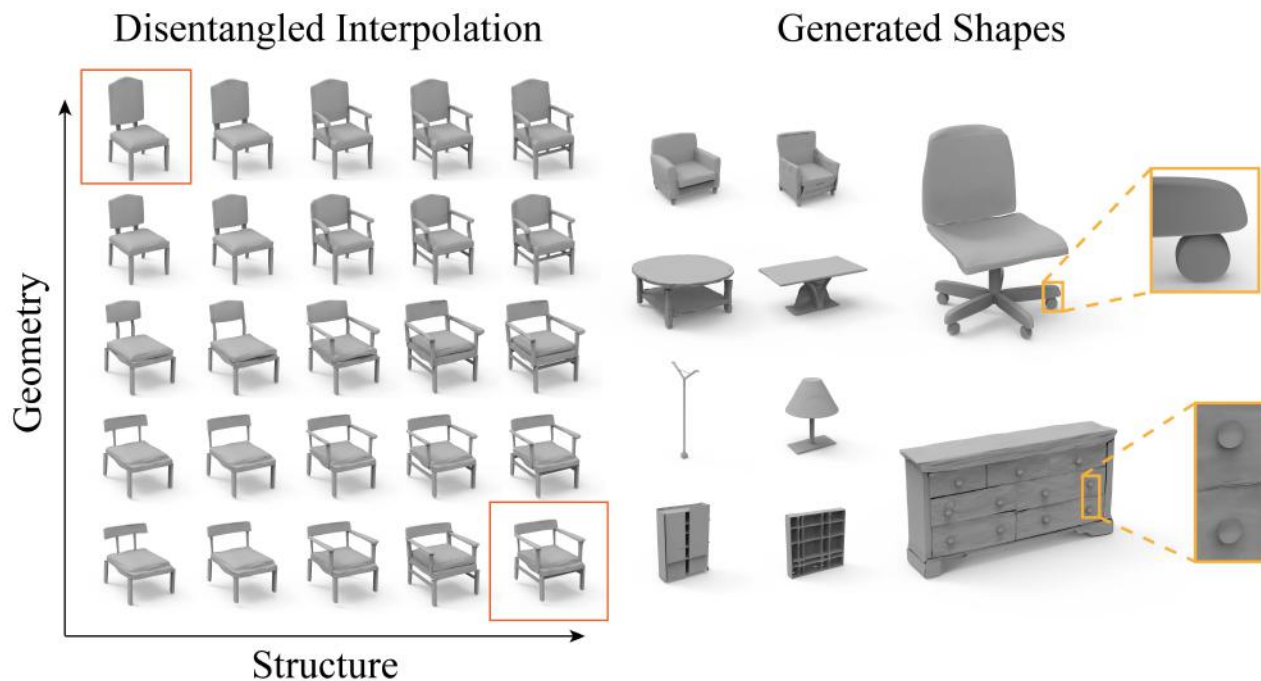 Disentangled Interpolation
Generated Shapes
Geometry
Structure